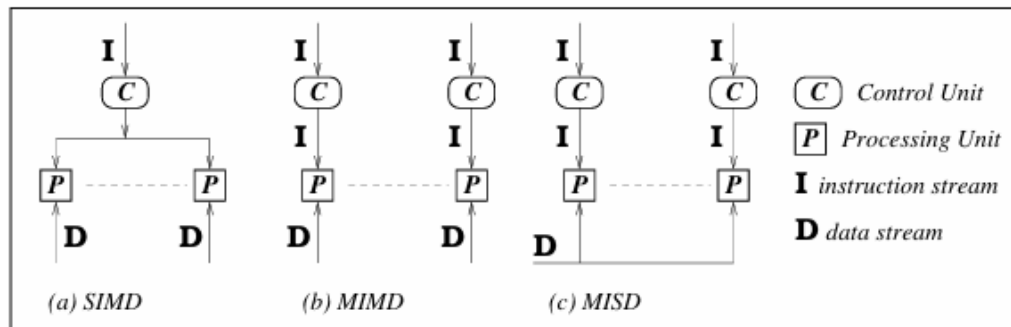 I I I I I
C C C C C C Control Unit
I I I I
P P P P P P P Processing Unit
I instruction stream
D D D D D D data stream
(a) SIMD (b) MIMD (c) MISD